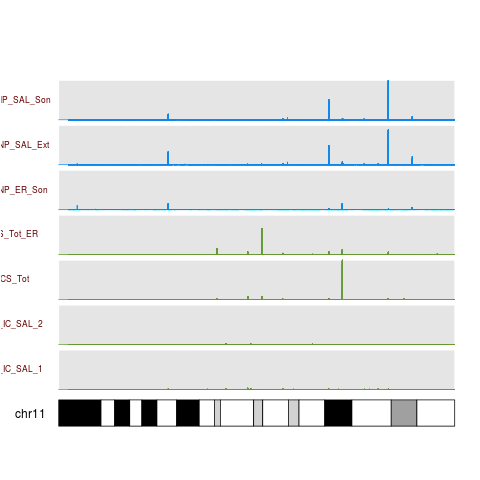 IP_SAL_Son
NP_SAL_Ext
NP_ER_Son
S_Tot_ER
CS_Tot
_IC_SAL_2
_IC_SAL_1
chr11